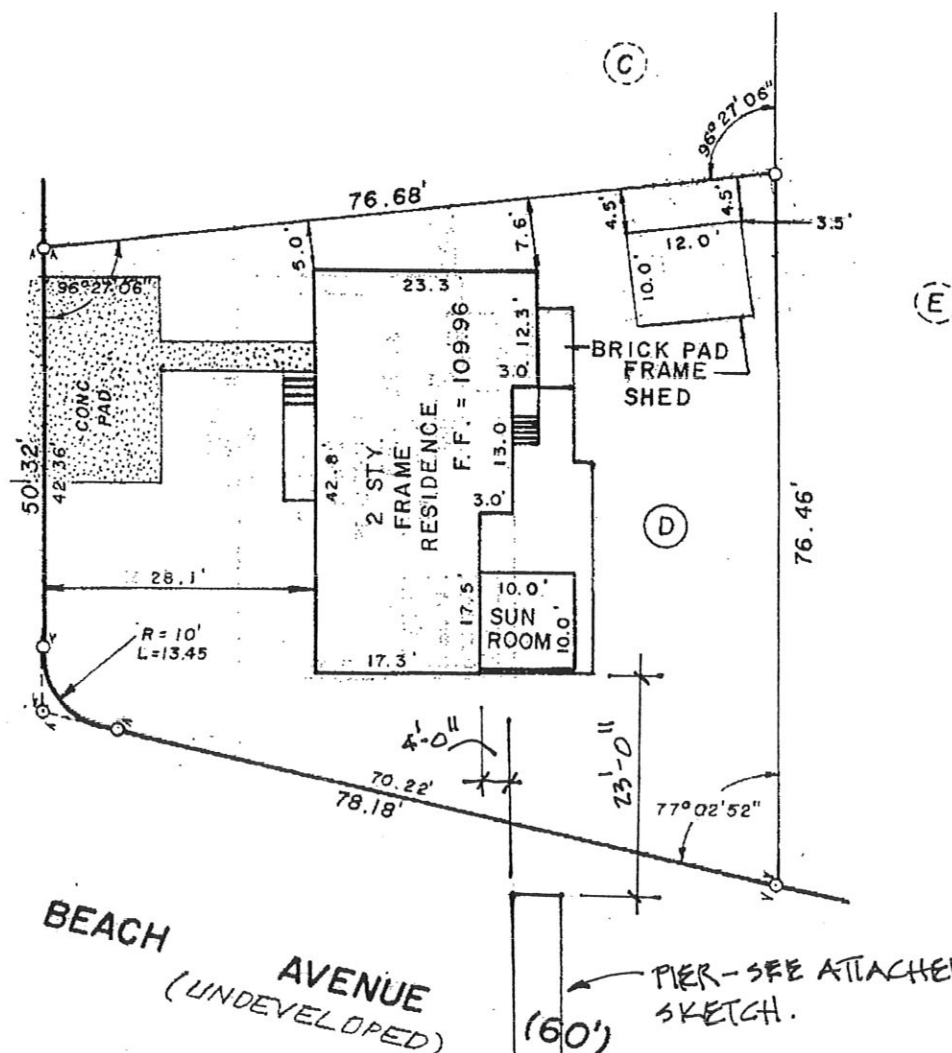 C
96°27'06"
76.68'
5.0'
7.6'
4.5'
4.5'
3.5'
12.0'
10.0'
96°27'06"
23.3'
E
CONC
PAD
50.32'
42.36'
42.8'
2 STY.
FRAME
RESIDENCE
F.F. = 109.96
12.3'
3.0'
BRICK PAD
FRAME
SHED
13.0
3.0'
D
76.46'
28.1'
17.5'
10.0'
SUN
ROOM
10.0'
R = 10'
L=13.45
17.3'
4'-0"
23'-0"
70.22'
78.18'
77°02'52"
BEACH
AVENUE
(UNDEVELOPED)
(60')
PIER-SEE ATTACHED
SKETCH.